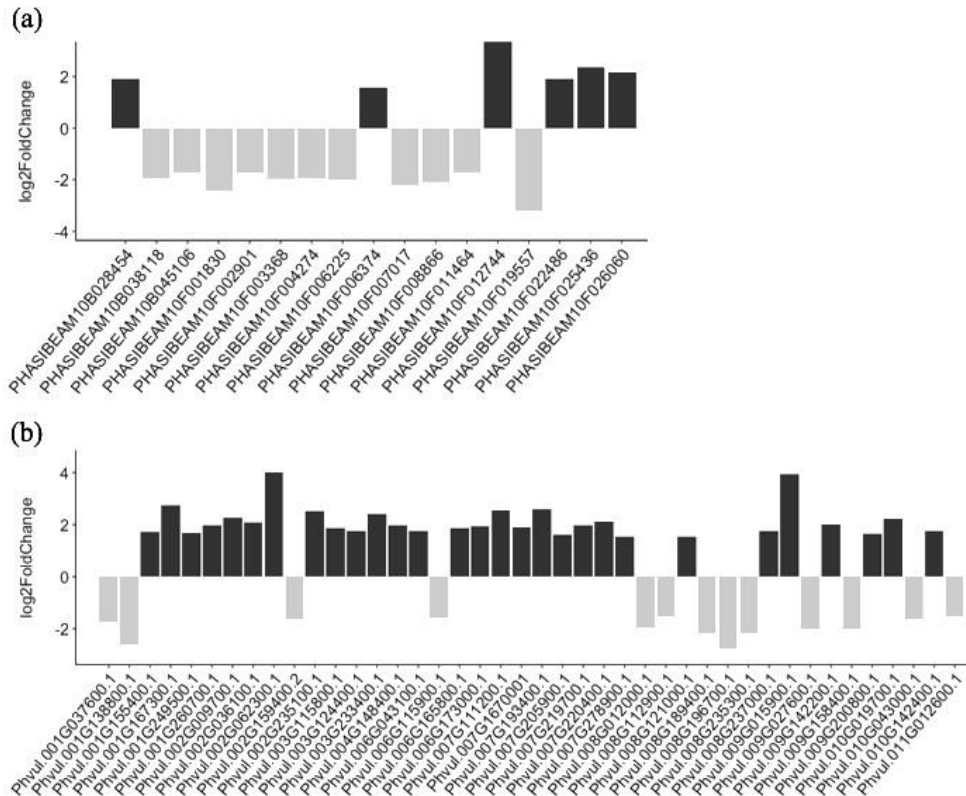 (a)
log2FoldChange
2
0
-2
-4
PHASIBEAM10B028454
PHASIBEAM10B038118
PHASIBEAM10B045106
PHASIBEAM10F001830
PHASIBEAM10F002901
PHASIBEAM10F003368
PHASIBEAM10F004274
PHASIBEAM10F006225
PHASIBEAM10F006374
PHASIBEAM10F007017
PHASIBEAM10F008866
PHASIBEAM10F011464
PHASIBEAM10F012744
PHASIBEAM10F019557
PHASIBEAM10F022486
PHASIBEAM10F025436
PHASIBEAM10F026060
(b)
log2FoldChange
4
2
0
-2
Phvul.001G037600.1
Phvul.001G138800.1
Phvul.001G155400.1
Phvul.001G167300.1
Phvul.001G249500.1
Phvul.001G260700.1
Phvul.002G009700.1
Phvul.002G036100.1
Phvul.002G062300.1
Phvul.002G159400.2
Phvul.002G235100.1
Phvul.003G115800.1
Phvul.003G124400.1
Phvul.003G234400.1
Phvul.004G148400.1
Phvul.006G043100.1
Phvul.006G115900.1
Phvul.006G165800.1
Phvul.006G173000.1
Phvul.007G111200.1
Phvul.007G167001
Phvul.007G193400.1
Phvul.007G205900.1
Phvul.007G219700.1
Phvul.007G220400.1
Phvul.007G278900.1
Phvul.008G012000.1
Phvul.008G112900.1
Phvul.008G121000.1
Phvul.008G189400.1
Phvul.008G196700.1
Phvul.008G235300.1
Phvul.008G237000.1
Phvul.009G015900.1
Phvul.008G276600.1
Phvul.009G142200.1
Phvul.009G158400.1
Phvul.009G200800.1
Phvul.010G019700.1
Phvul.010G043000.1
Phvul.010G142400.1
Phvul.011G012600.1